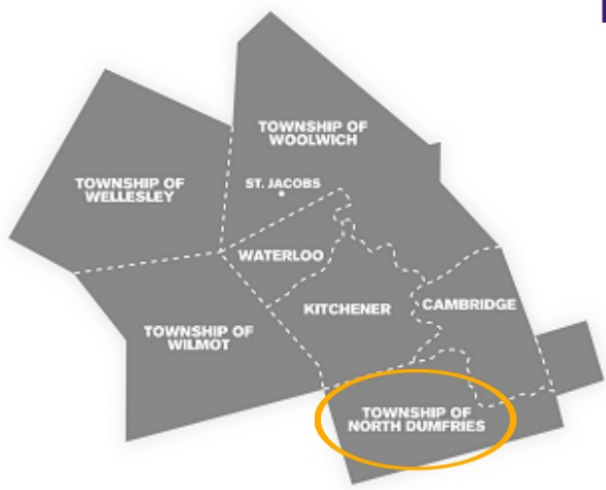 TOWNSHIP OF
WOOLWICH
TOWNSHIP OF
WELLESLEY
ST. JACOBS
WATERLOO
CAMBRIDGE
KITCHENER
TOWNSHIP OF
WILMOT
TOWNSHIP OF
NORTH DUMFRIES